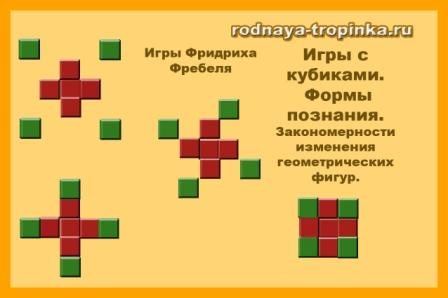 rodnaya-tropinka.ru
Игры Фридриха
Фребеля
Игры с
кубиками.
Формы
познания.
Закономерности
изменения
геометрических
фигур.